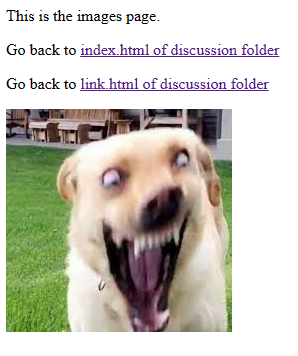 This is the images page.
Go back to index.html of discussion folder
Go back to link.html of discussion folder